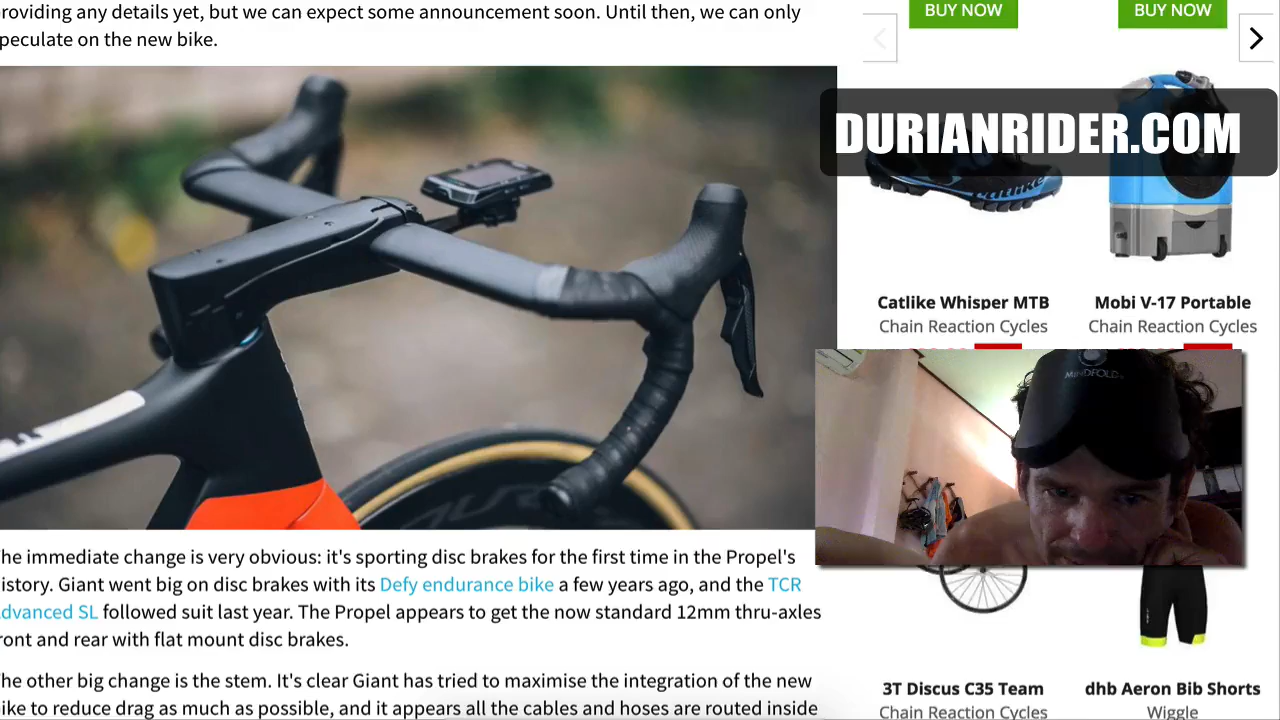 roviding any details yet, but we can expect some announcement soon. Until then, we can only
peculate on the new bike.
he immediate change is very obvious: it's sporting disc brakes for the first time in the Propel's
istory. Giant went big on disc brakes with its Defy endurance bike a few years ago, and the TCR
dvanced SL followed suit last year. The Propel appears to get the now standard 12mm thru-axles
ront and rear with flat mount disc brakes.
he other big change is the stem. It's clear Giant has tried to maximise the integration of the new
ike to reduce drag as much as possible, and it appears all the cables and hoses are routed inside
BUY NOW
BUY NOW
DURIANRIDER.COM
Catlike Whisper MTB
Chain Reaction Cycles
Mobi V-17 Portable
Chain Reaction Cycles
MINDFOLD
3T Discus C35 Team
Chain Reaction Cycles
dhb Aeron Bib Shorts
Wiggle